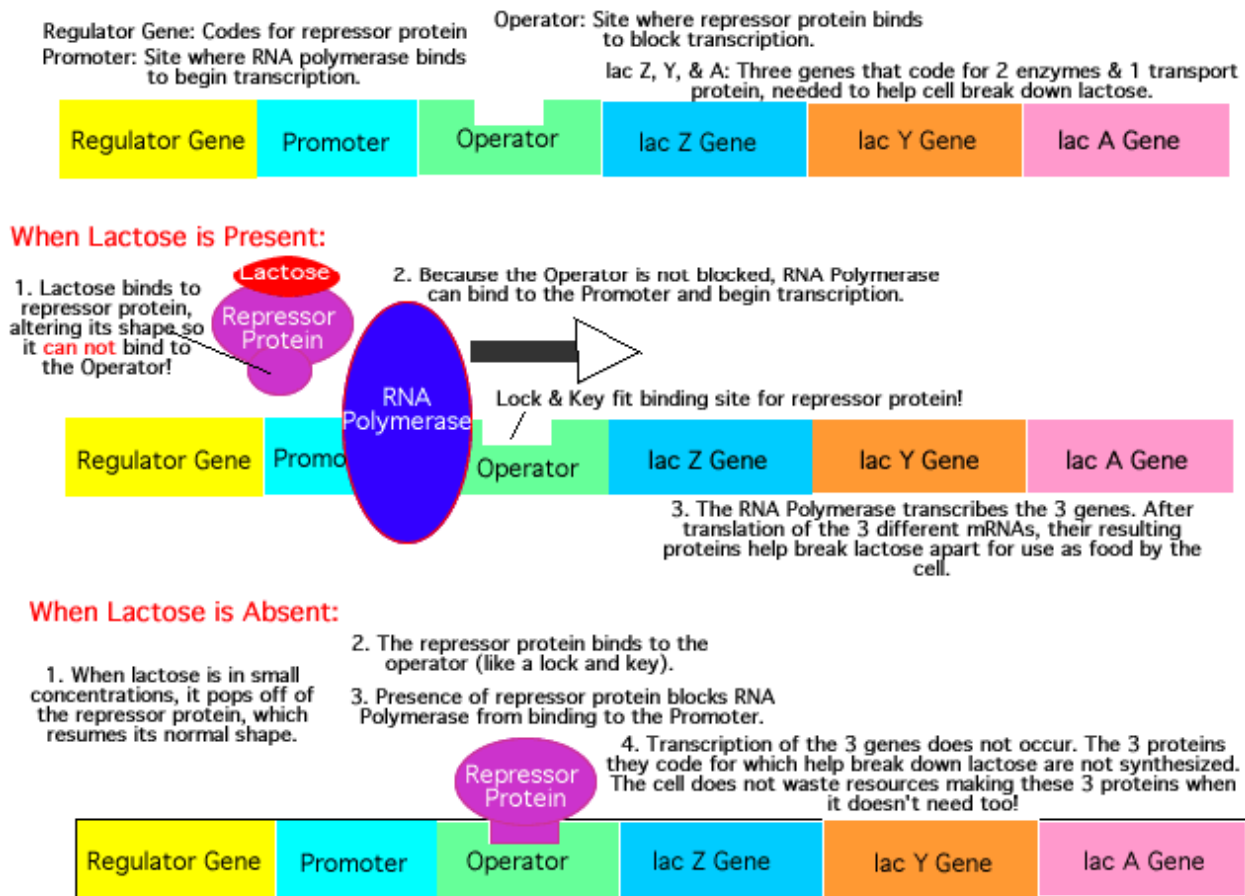 Regulator Gene: Codes for repressor protein
Promoter: Site where RNA polymerase binds
to begin transcription.
Operator: Site where repressor protein binds
to block transcription.
lac Z, Y, & A: Three genes that code for 2 enzymes & 1 transport
protein, needed to help cell break down lactose.
Regulator Gene
Promoter
Operator
lac Z Gene
lac Y Gene
lac A Gene
When Lactose is Present:
1. Lactose binds to
repressor protein,
altering its shape so
it can not bind to
the Operator!
Lactose
Repressor
Protein
RNA
Polymerase
2. Because the Operator is not blocked, RNA Polymerase
can bind to the Promoter and begin transcription.
Lock & Key fit binding site for repressor protein!
Regulator Gene
Promo
Operator
lac Z Gene
lac Y Gene
lac A Gene
3. The RNA Polymerase transcribes the 3 genes. After
translation of the 3 different mRNAs, their resulting
proteins help break lactose apart for use as food by the
cell.
When Lactose is Absent:
1. When lactose is in small
concentrations, it pops off of
the repressor protein, which
resumes its normal shape.
2. The repressor protein binds to the
operator (like a lock and key).
3. Presence of repressor protein blocks RNA
Polymerase from binding to the Promoter.
4. Transcription of the 3 genes does not occur. The 3 proteins
they code for which help break down lactose are not synthesized.
The cell does not waste resources making these 3 proteins when
it doesn't need too!
Repressor
Protein
Regulator Gene
Promoter
Operator
lac Z Gene
lac Y Gene
lac A Gene